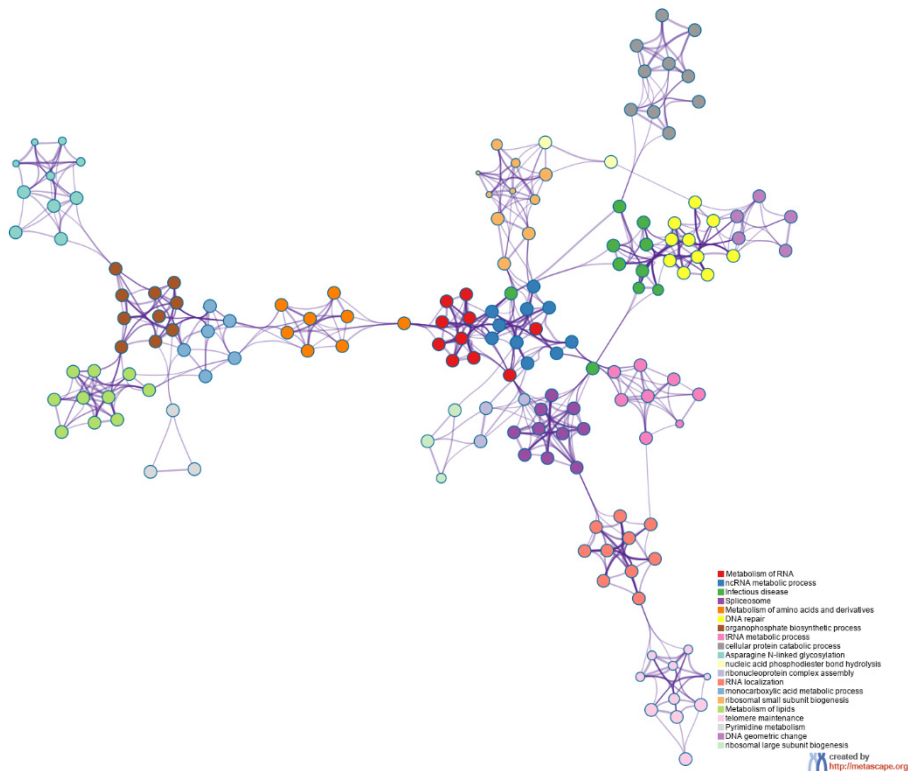 Metabolism of RNA
ncRNA metabolic process
Infectious disease
Spliceosome
Metabolism of amino acids and derivatives
DNA repair
organophosphate biosynthetic process
tRNA metabolic process
cellular protein catabolic process
Asparagine N-linked glycosylation
nucleic acid phosphodiester bond hydrolysis
ribonucleoprotein complex assembly
RNA localization
monocarboxylic acid metabolic process
ribosomal small subunit biogenesis
Metabolism of lipids
telomere maintenance
Pyrimidine metabolism
DNA geometric change
ribosomal large subunit biogenesis
created by
http://metascape.org